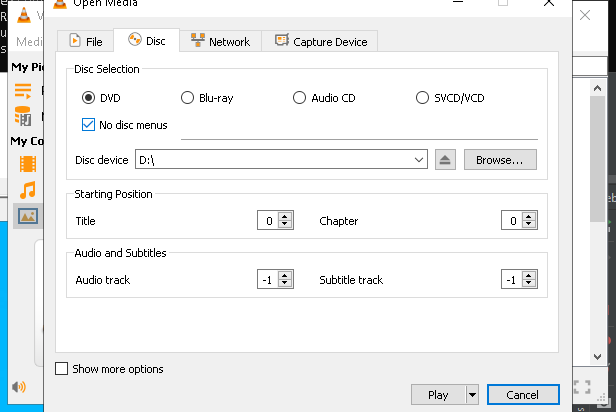 Open Media
V
Medi
File
Disc
Network
Capture Device
My Pi
My Co
Disc Selection
DVD
Blu-ray
Audio CD
SVCD/VCD
No disc menus
Disc device
D:\
Browse...
Starting Position
Title
0
Chapter
0
Audio and Subtitles
Audio track
-1
Subtitle track
-1
Show more options
Play
Cancel